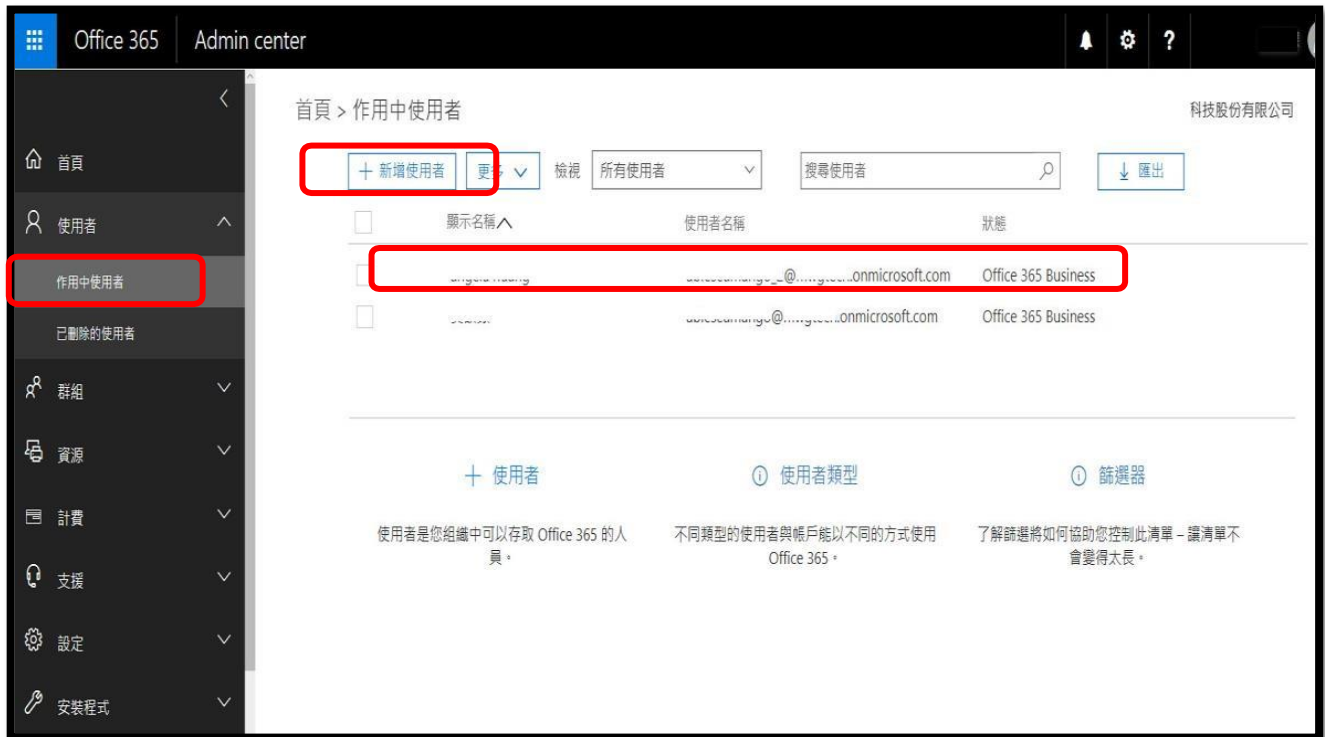 Office 365 Admin center ?
首頁 > 作用中使用者
科技股份有限公司
首頁
使用者
作用中使用者
已刪除的使用者
群組
資源
計費
支援
設定
安裝程式
+ 新增使用者 更多 檢視 所有使用者 搜尋使用者 匯出
顯示名稱 使用者名稱 狀態
onmicrosoft.com Office 365 Business
onmicrosoft.com Office 365 Business
+ 使用者
使用者是您組織中可以存取 Office 365 的人
員。
使用者類型
不同類型的使用者與帳戶能以不同的方式使用
Office 365。
篩選器
了解篩選將如何協助您控制此清單 – 讓清單不
會變得太長。